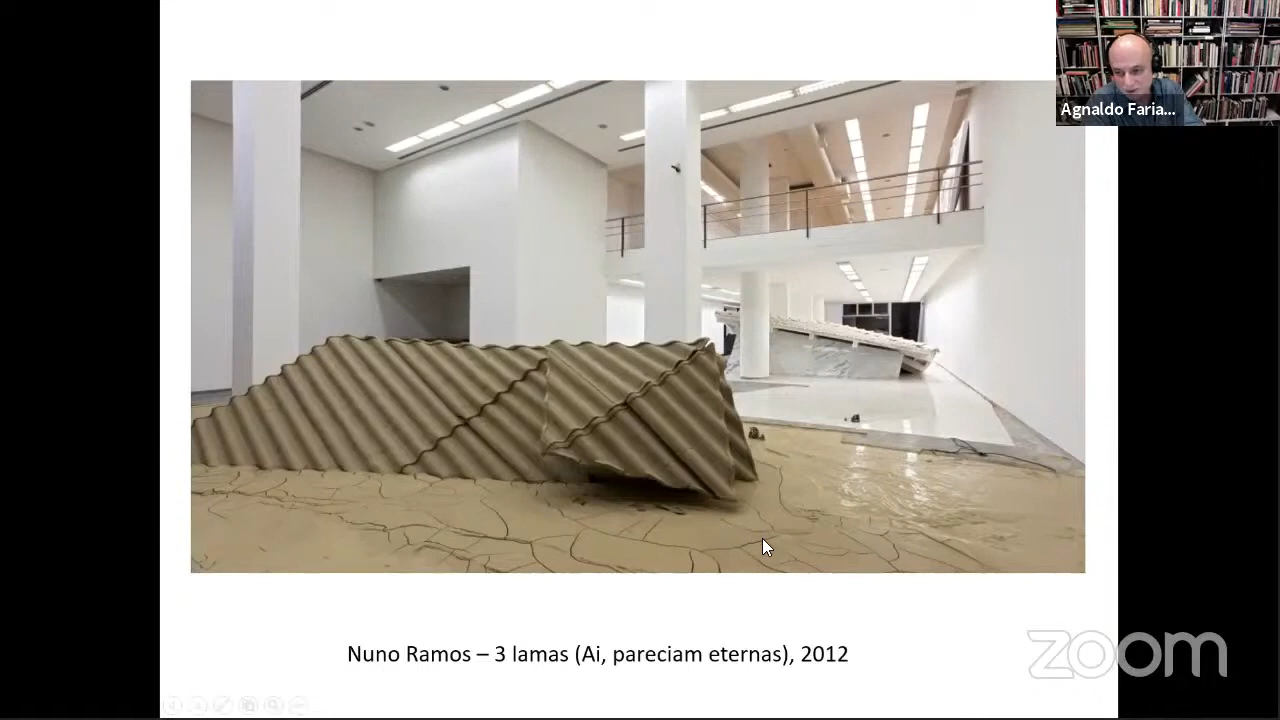 Agnaldo Faria...
Nuno Ramos – 3 lamas (Ai, pareciam eternas), 2012
zoom